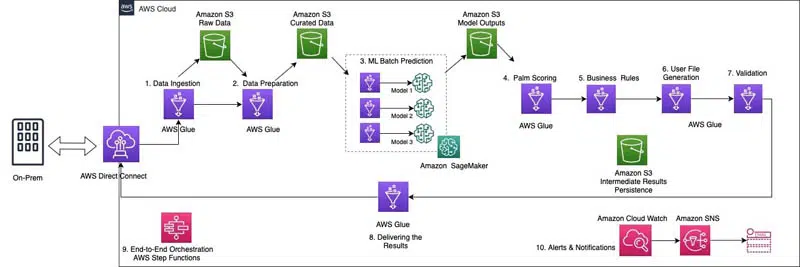 aws
AWS Cloud
Amazon S3
Raw Data
Amazon S3
Curated Data
Amazon S3
Model Outputs
1. Data Ingestion
2. Data Preparation
3. ML Batch Prediction
Model 1
Model 2
Model 3
4. Palm Scoring
5. Business Rules
6. User File
Generation
7. Validation
AWS Glue
AWS Glue
AWS Glue
AWS Glue
Amazon SageMaker
On-Prem
AWS Direct Connect
Amazon S3
Intermediate Results
Persistence
AWS Glue
8. Delivering the
Results
9. End-to-End Orchestration
AWS Step Functions
Amazon Cloud Watch
Amazon SNS
10. Alerts & Notifications